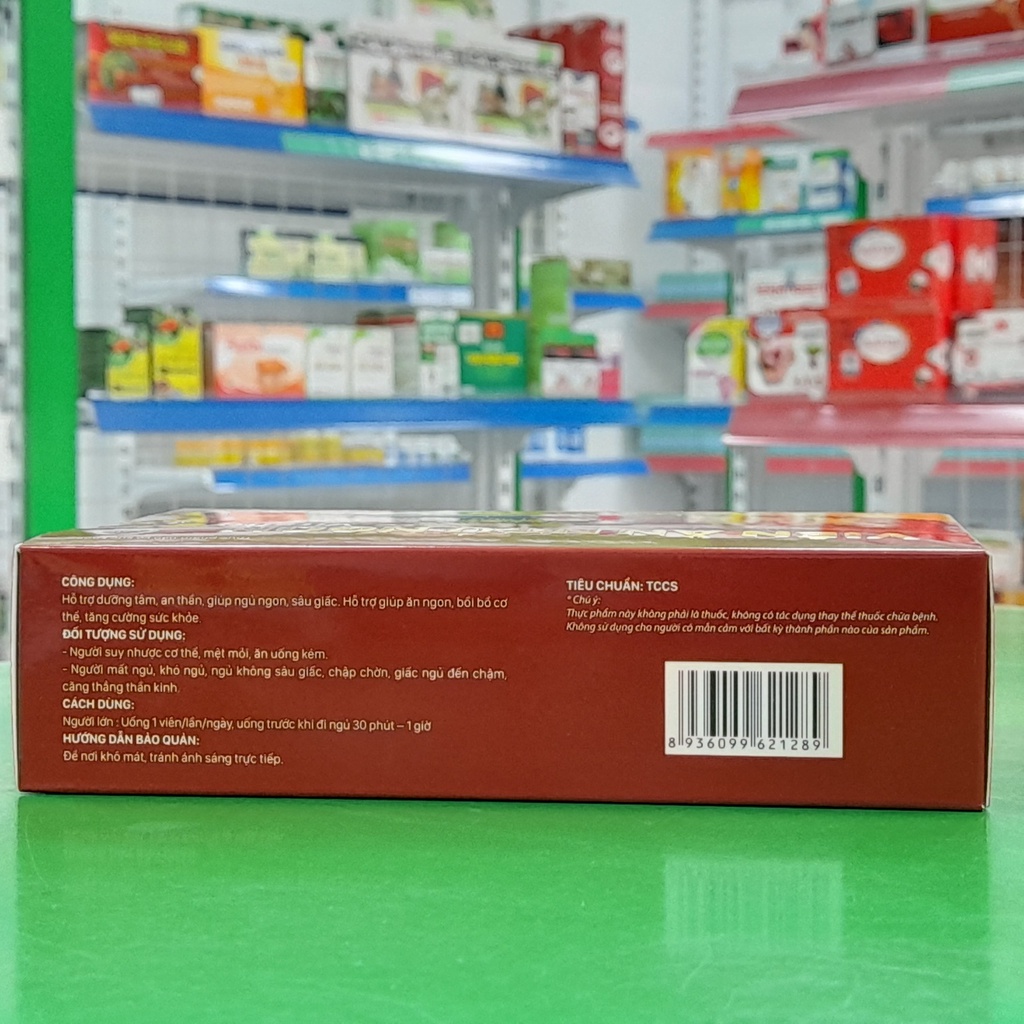 CÔNG DỤNG:
Hỗ trợ dưỡng tâm, an thần, giúp ngủ ngon, sâu giấc. Hỗ trợ giúp ăn ngon, bồi bổ cơ
thể, tăng cường sức khỏe.
ĐỐI TƯỢNG SỬ DỤNG:
- Người suy nhược cơ thể, mệt mỏi, ăn uống kém.
- Người mất ngủ, khó ngủ, ngủ không sâu giấc, chập chờn, giấc ngủ đến chậm,
căng thẳng thần kinh.
CÁCH DÙNG:
Người lớn : Uống 1 viên/lần/ngày, uống trước khi đi ngủ 30 phút – 1 giờ
HƯỚNG DẪN BẢO QUẢN:
Để nơi khô mát, tránh ánh sáng trực tiếp.
TIÊU CHUẨN: TCCS
* Chú ý:
Thực phẩm này không phải là thuốc, không có tác dụng thay thế thuốc chữa bệnh.
Không sử dụng cho người có mẫn cảm với bất kỳ thành phần nào của sản phẩm.
8 936099 621289